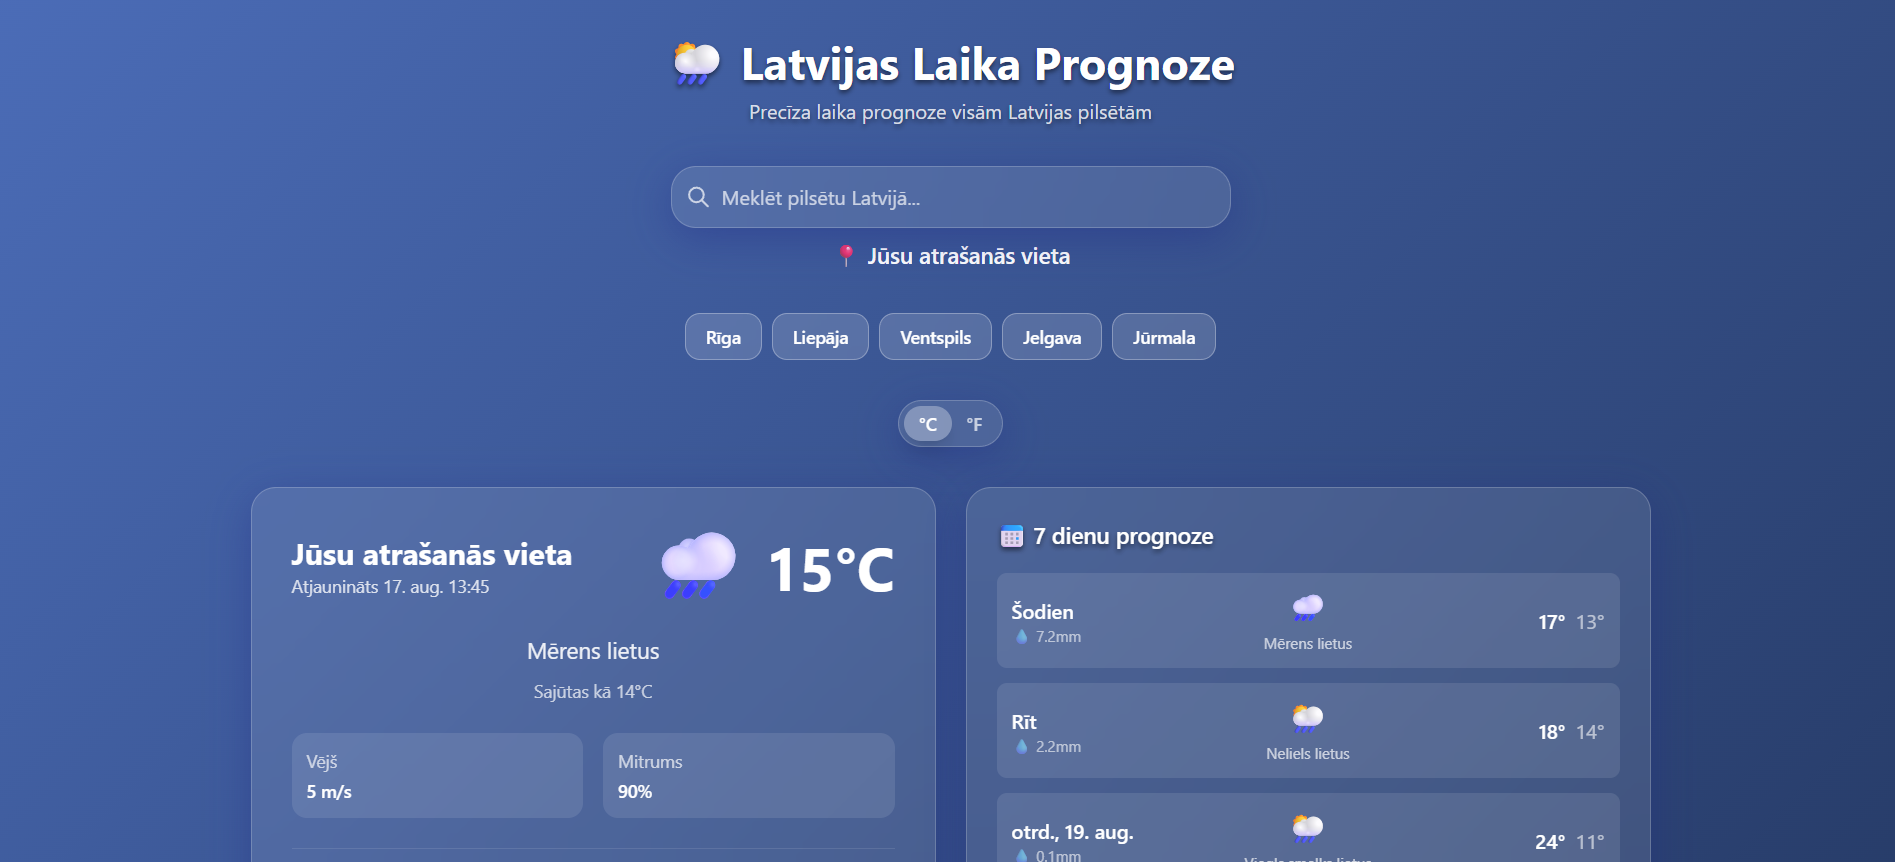 Latvijas Laika Prognoze
Precīza laika prognoze visām Latvijas pilsētām
Meklēt pilsētu Latvijā...
Jūsu atrašanās vieta
Rīga
Liepāja
Ventspils
Jelgava
Jūrmala
°C
°F
Jūsu atrašanās vieta
Atjaunināts 17. aug. 13:45
15°C
Mērens lietus
Sajūtas kā 14°C
Vējš
5 m/s
Mitrums
90%
7 dienu prognoze
Šodien
7.2mm
Mērens lietus
17° 13°
Rīt
2.2mm
Neliels lietus
18° 14°
otrd., 19. aug.
0.1mm
24° 11°